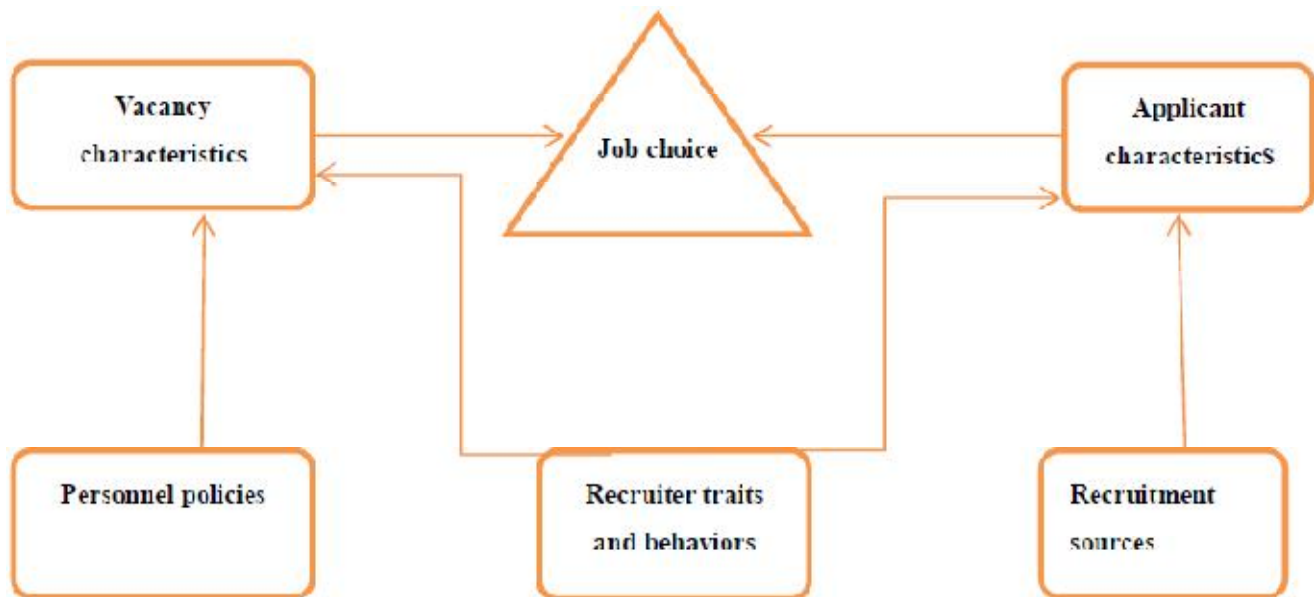 Vacancy
characteristics
Job choice
Applicant
characteristics
Personnel policies
Recruiter traits
and behaviors
Recruitment
sources